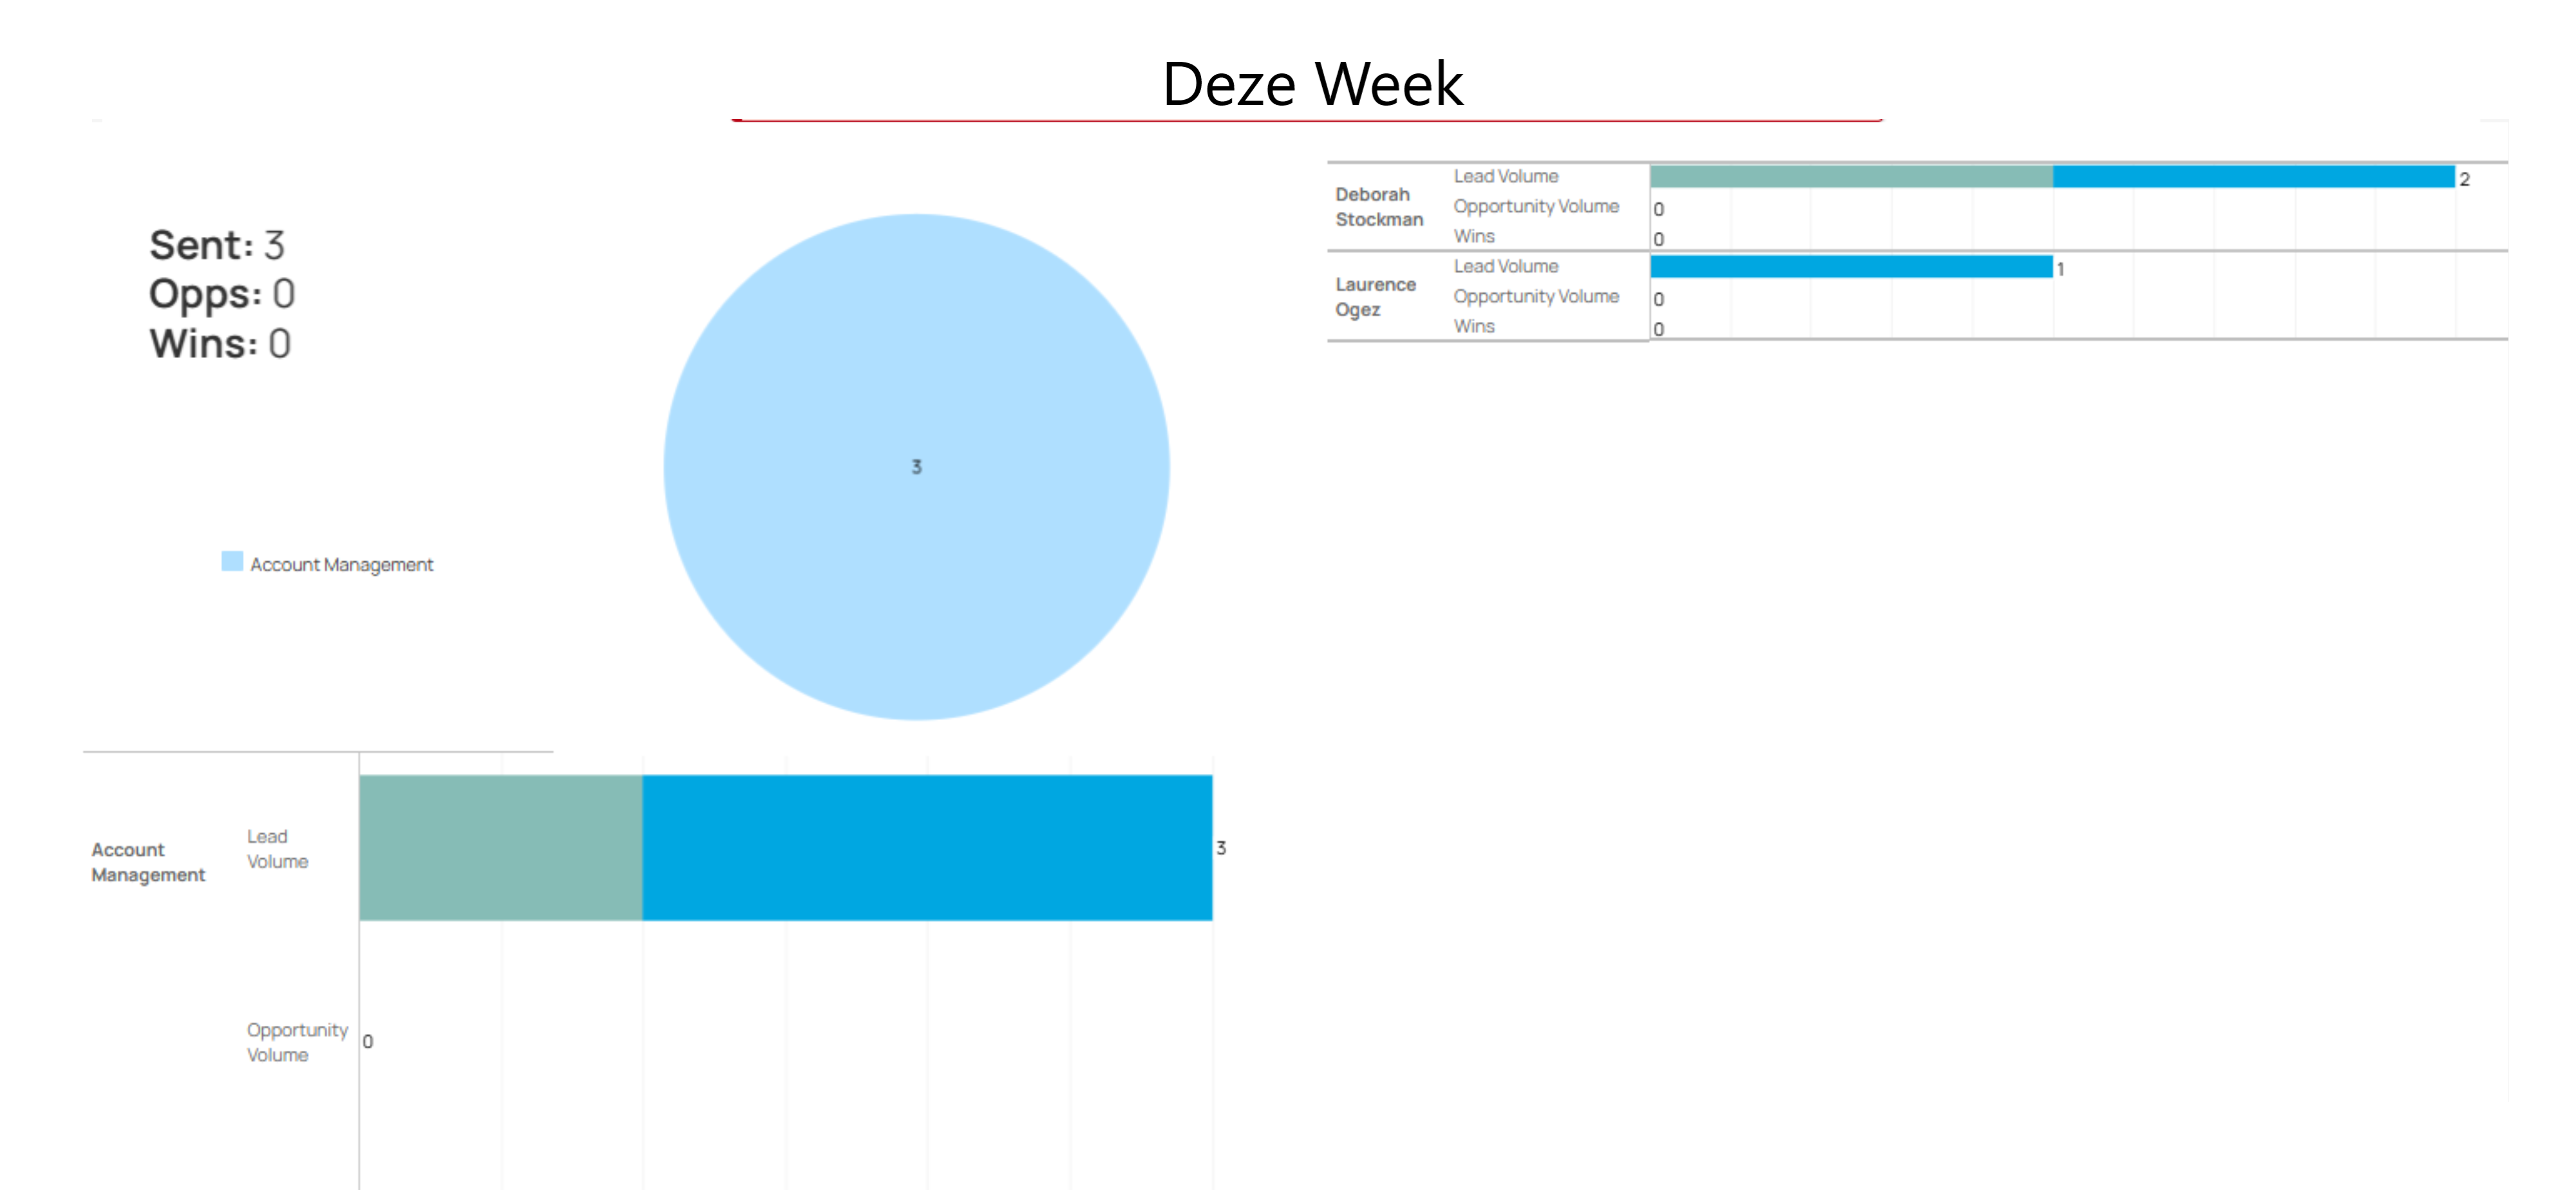 Deze Week
Sent: 3
Opps: 0
Wins: 0
3
Account Management
Deborah
Stockman
Lead Volume
2
Opportunity Volume
0
Wins
0
Laurence
Ogez
Lead Volume
1
Opportunity Volume
0
Wins
0
Account
Management
Lead
Volume
3
Opportunity
Volume
0